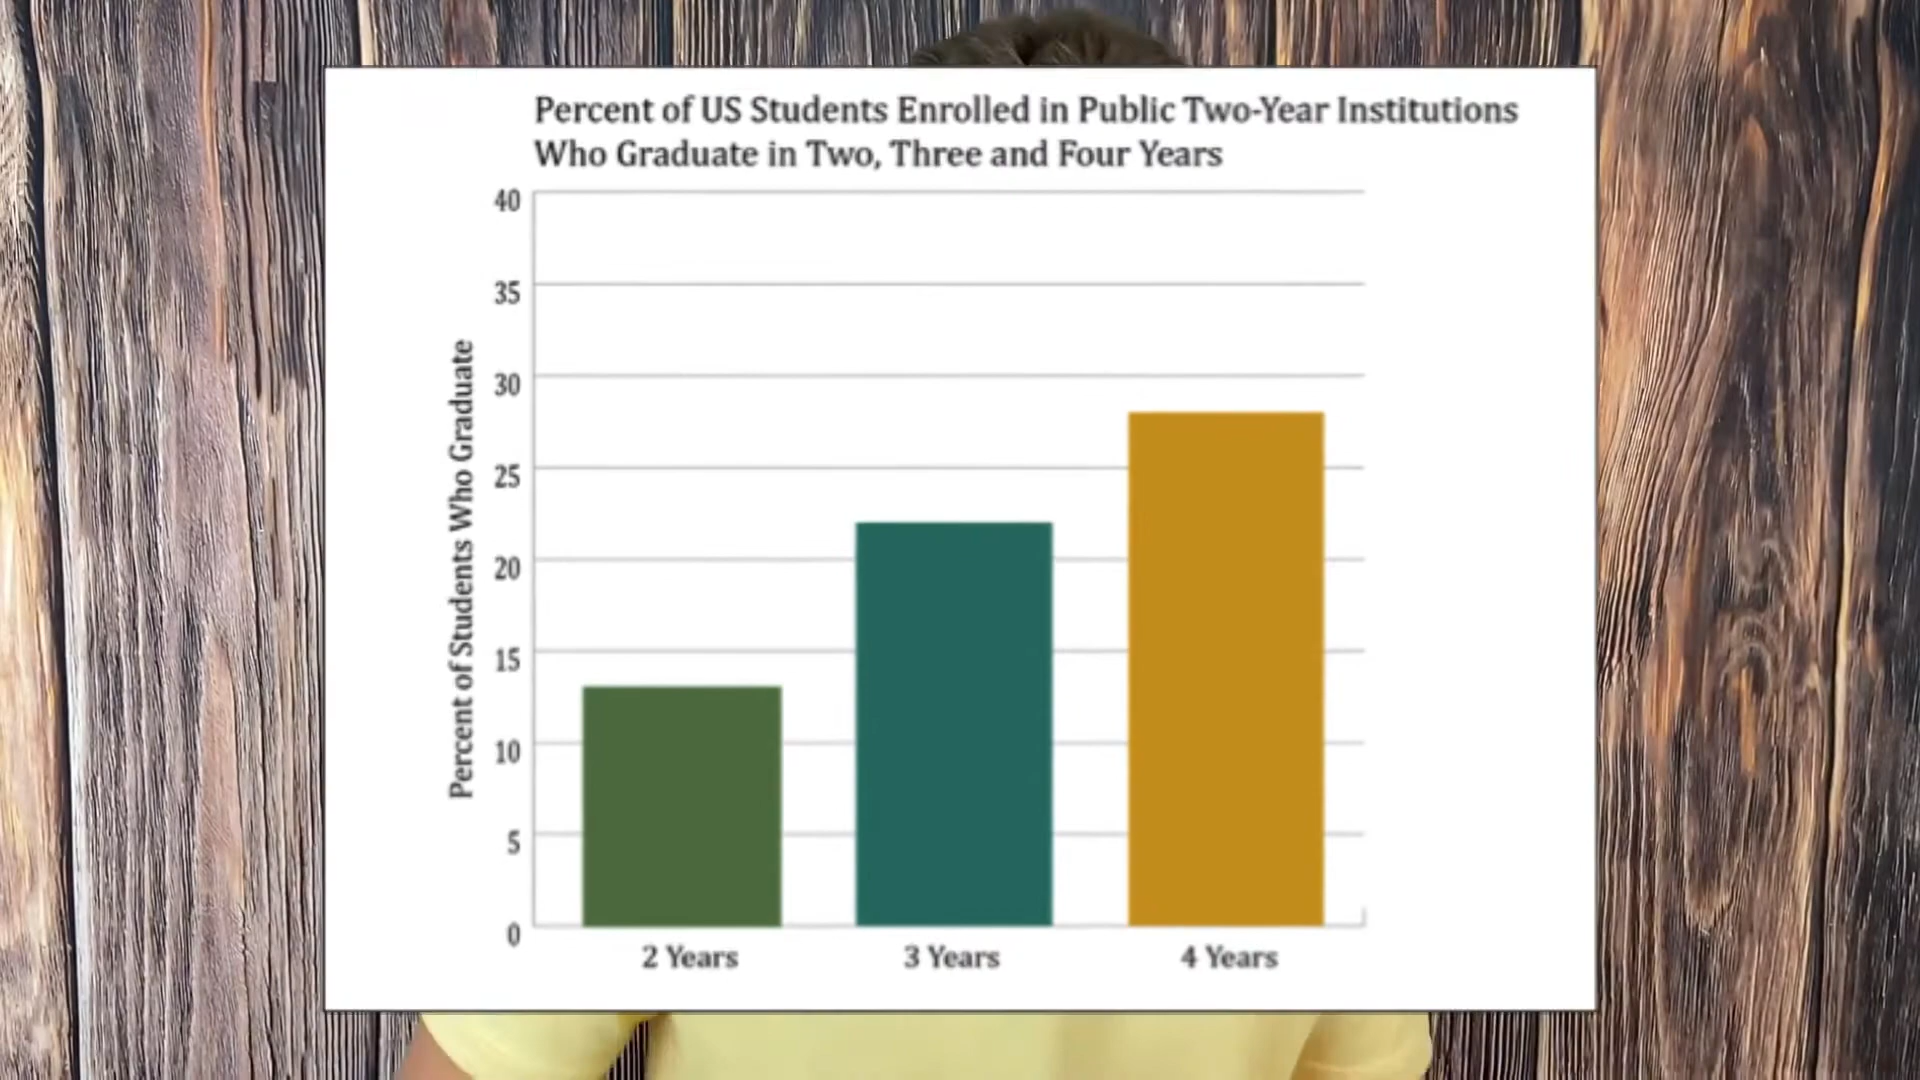 Percent of US Students Enrolled in Public Two-Year Institutions
Who Graduate in Two, Three and Four Years
Percent of Students Who Graduate
40
35
30
25
20
15
10
5
0
2 Years
3 Years
4 Years